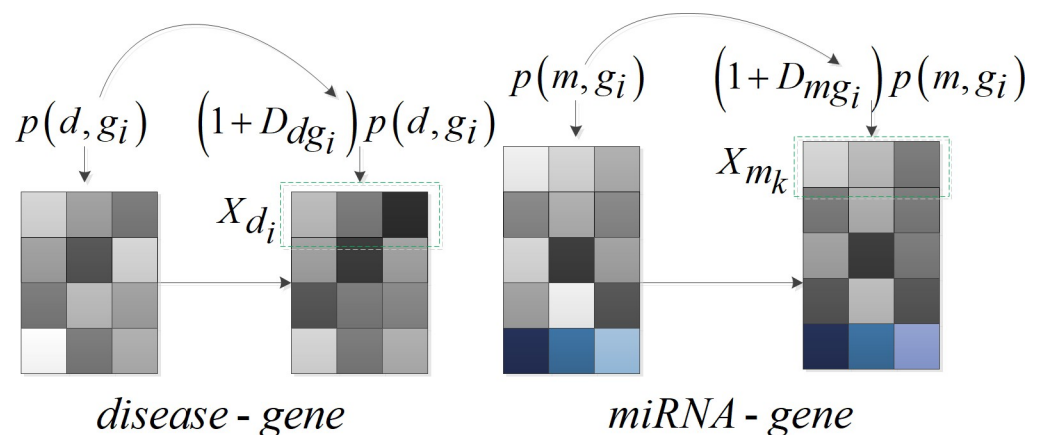 p(d, g_i)
(1 + D_{dg_i}) p(d, g_i)
X_{d_i}
disease - gene
p(m, g_i)
(1 + D_{mg_i}) p(m, g_i)
X_{m_k}
miRNA - gene